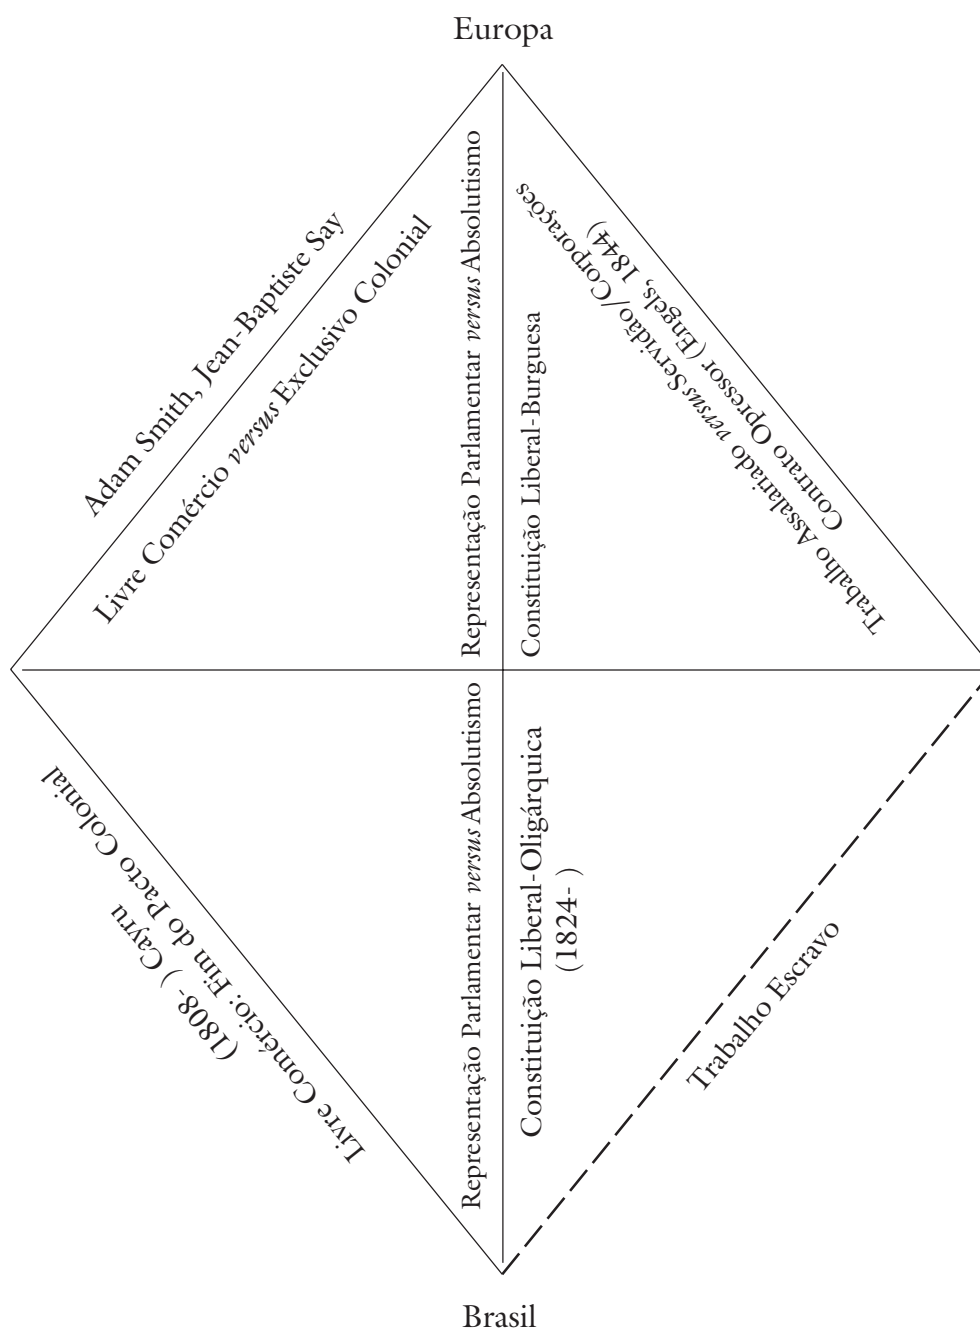 Europa
Adam Smith, Jean-Baptiste Say
Livre Comércio versus Exclusivo Colonial
Representação Parlamentar versus Absolutismo
Constituição Liberal-Burguesa
Trabalho Assalariado versus Servidão/Corporações
Contrato Opressor (Engels, 1844)
Livre Comércio: Fim do Pacto Colonial
(1808- ) Cayru
Representação Parlamentar versus Absolutismo
Constituição Liberal-Oligárquica
(1824- )
Trabalho Escravo
Brasil